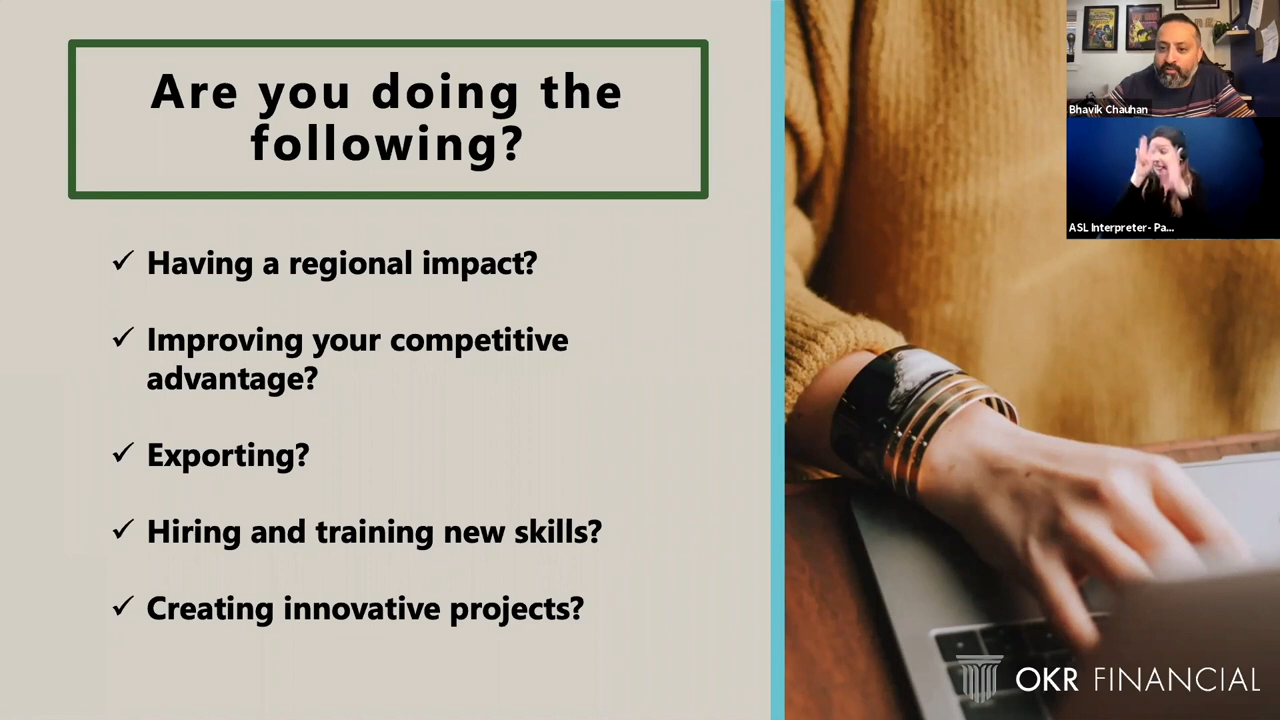 Are you doing the
following?
✓ Having a regional impact?
✓ Improving your competitive
advantage?
✓ Exporting?
✓ Hiring and training new skills?
✓ Creating innovative projects?
Bhavik Chauhan
ASL Interpreter- Pa...
OKR FINANCIAL